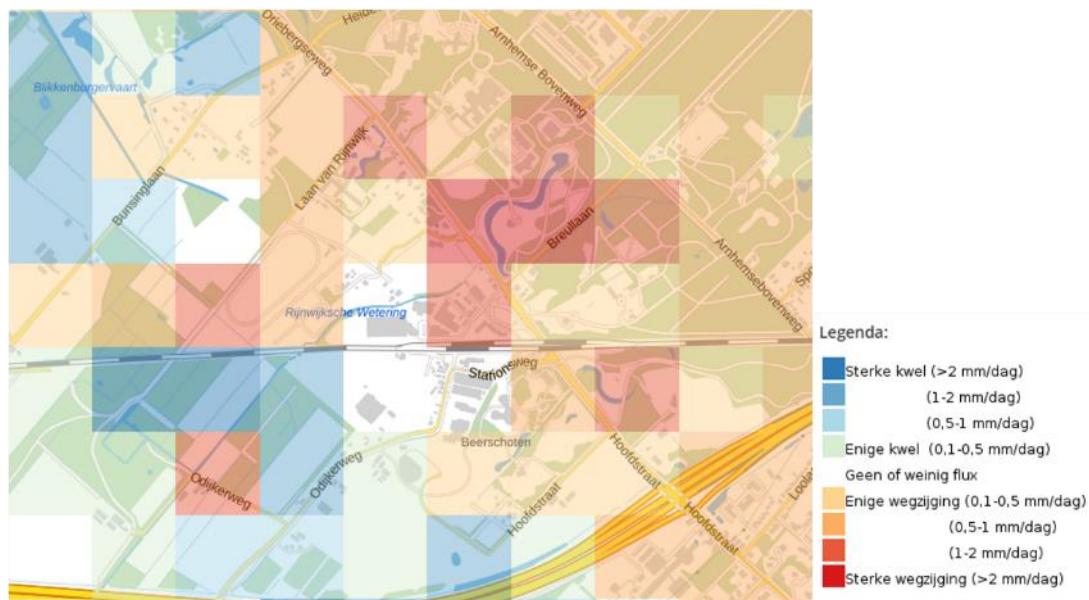 Driebergseweg
Arnhemse Bovenweg
Blikkenburgervaart
Bunsinglaan
Laan van Rijnwijk
Breullaan
Arnhemsebovenweg
Rijnwijksche Wetering
Stationsweg
Beerschoten
Odijkerweg
Odijkerweg
Hoofdstraat
Hoofdstraat
Hoofdstraat
Legenda:
Sterke kwel (>2 mm/dag)
(1-2 mm/dag)
(0,5-1 mm/dag)
Enige kwel (0,1-0,5 mm/dag)
Geen of weinig flux
Enige wegzijging (0,1-0,5 mm/dag)
(0,5-1 mm/dag)
(1-2 mm/dag)
Sterke wegzijging (>2 mm/dag)